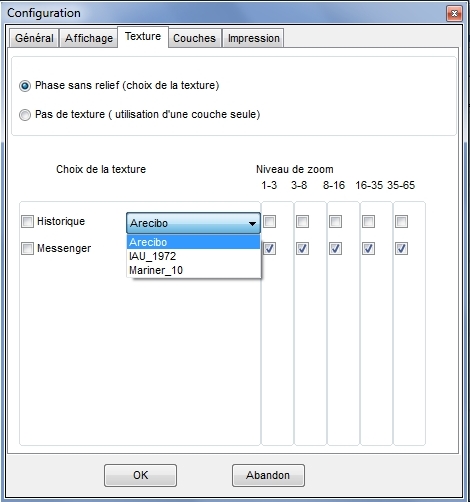 Configuration
Général Affichage Texture Couches Impression
Phase sans relief (choix de la texture)
Pas de texture ( utilisation d'une couche seule)
Choix de la texture Niveau de zoom
1-3 3-8 8-16 16-35 35-65
Historique Arecibo
Messenger Arecibo
IAU_1972
Mariner_10
OK Abandon